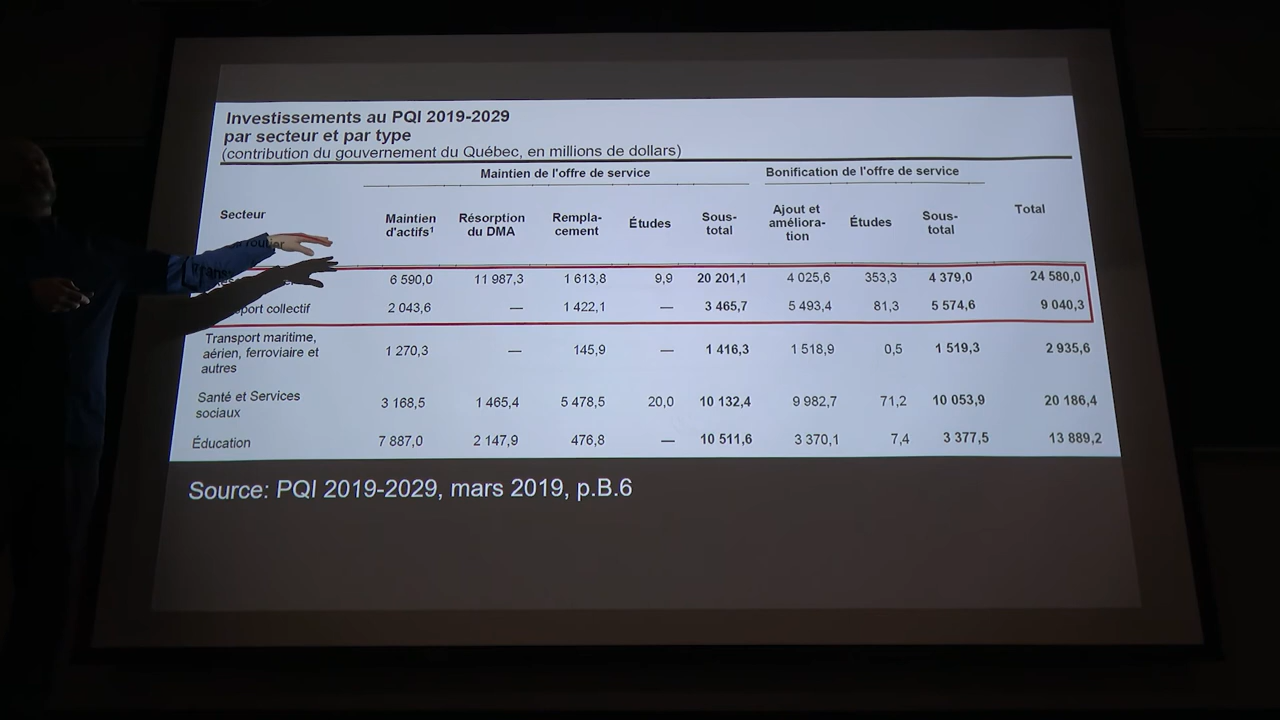 Investissements au PQI 2019-2029
par secteur et par type
(contribution du gouvernement du Québec, en millions de dollars)
Maintien de l'offre de service Bonification de l'offre de service
Secteur Maintien d'actifs¹ Résorption du DMA Rempla-cement Études Sous-total Ajout et améliora-tion Études Sous-total Total
routier 6 590,0 11 987,3 1 613,8 9,9 20 201,1 4 025,6 353,3 4 379,0 24 580,0
collectif 2 043,6 — 1 422,1 — 3 465,7 5 493,4 81,3 5 574,6 9 040,3
Transport maritime,
aérien, ferroviaire et 1 270,3 — 145,9 — 1 416,3 1 518,9 0,5 1 519,3 2 935,6
autres
Santé et Services
sociaux 3 168,5 1 465,4 5 478,5 20,0 10 132,4 9 982,7 71,2 10 053,9 20 186,4
Éducation 7 887,0 2 147,9 476,8 — 10 511,6 3 370,1 7,4 3 377,5 13 889,2
Source: PQI 2019-2029, mars 2019, p.B.6